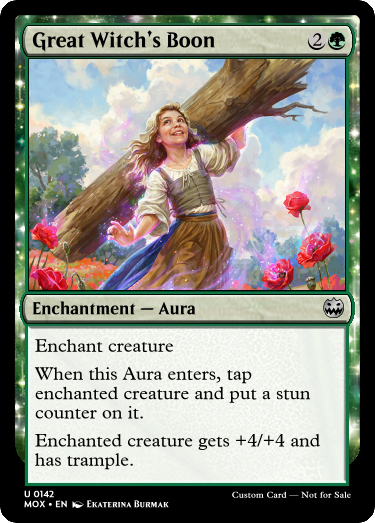 Great Witch's Boon 2
Enchantment — Aura
Enchant creature
When this Aura enters, tap
enchanted creature and put a stun
counter on it.
Enchanted creature gets +4/+4 and
has trample.
U 0142
MOX • EN Ekaterina Burmak
Custom Card — Not for Sale